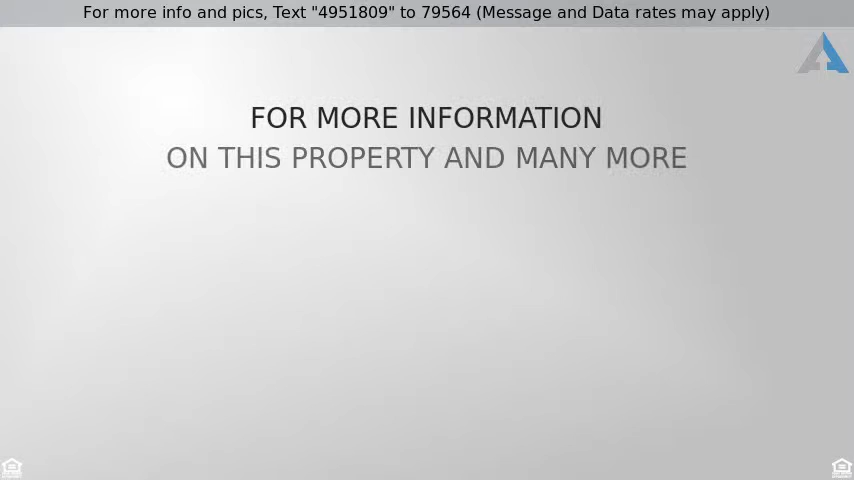 For more info and pics, Text "4951809" to 79564 (Message and Data rates may apply)
FOR MORE INFORMATION
ON THIS PROPERTY AND MANY MORE